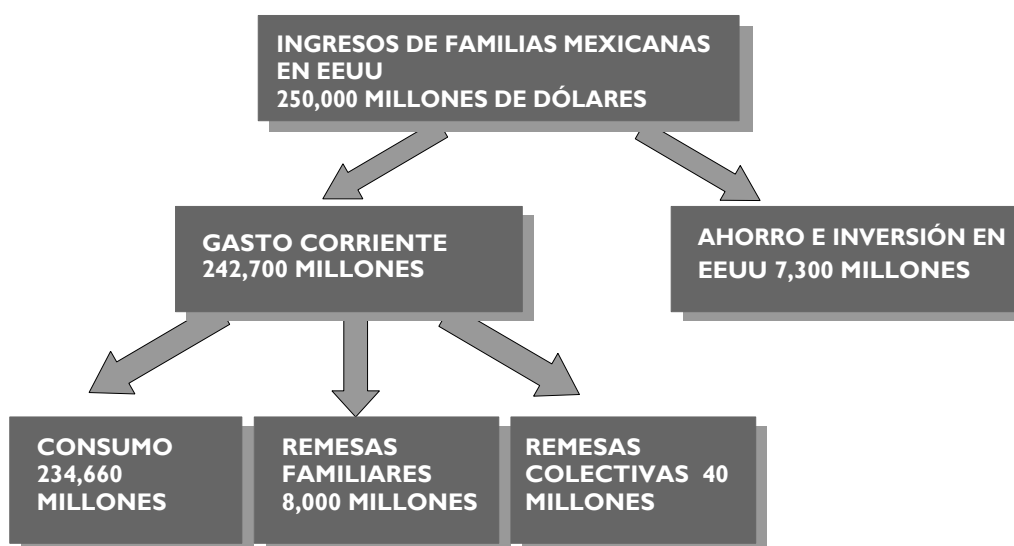 INGRESOS DE FAMILIAS MEXICANAS
EN EEUU
250,000 MILLONES DE DÓLARES
GASTO CORRIENTE
242,700 MILLONES
AHORRO E INVERSIÓN EN
EEUU 7,300 MILLONES
CONSUMO
234,660
MILLONES
REMESAS
FAMILIARES
8,000 MILLONES
REMESAS
COLECTIVAS 40
MILLONES